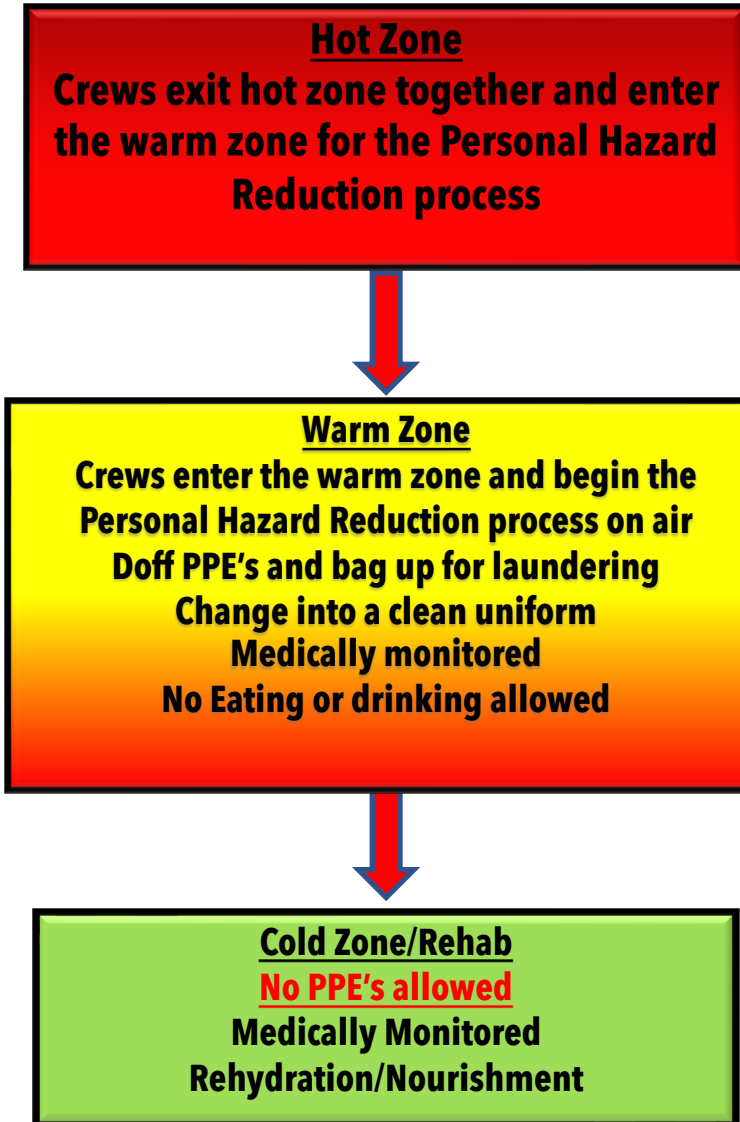 Hot Zone
Crews exit hot zone together and enter
the warm zone for the Personal Hazard
Reduction process
Warm Zone
Crews enter the warm zone and begin the
Personal Hazard Reduction process on air
Doff PPE’s and bag up for laundering
Change into a clean uniform
Medically monitored
No Eating or drinking allowed
Cold Zone/Rehab
No PPE’s allowed
Medically Monitored
Rehydration/Nourishment